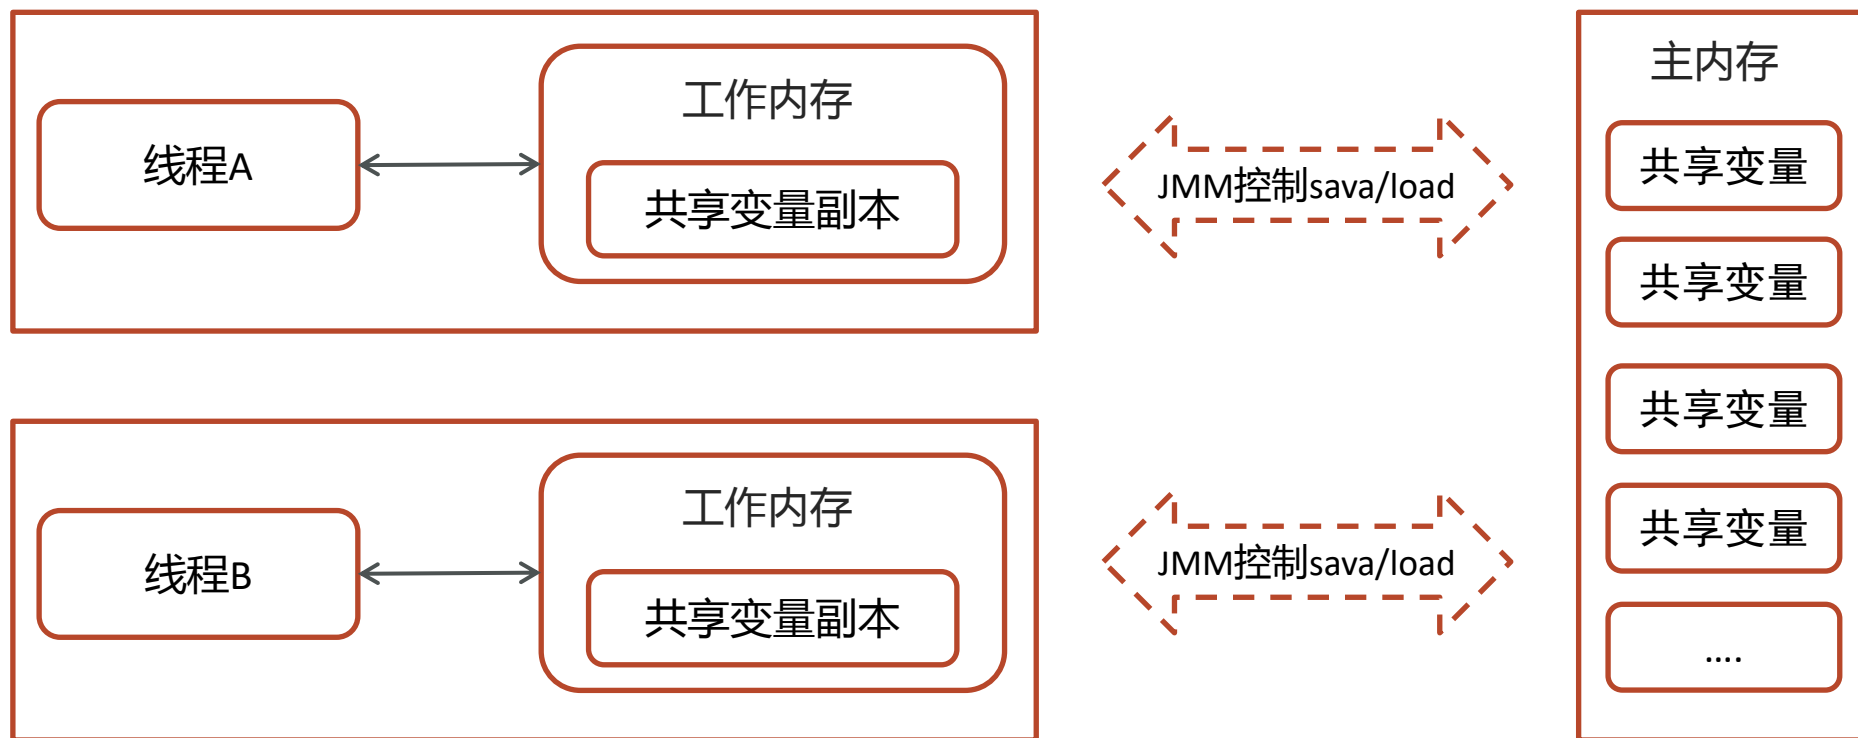 线程A
工作内存
共享变量副本
JMM控制sava/load
线程B
工作内存
共享变量副本
JMM控制sava/load
主内存
共享变量
共享变量
共享变量
共享变量
....